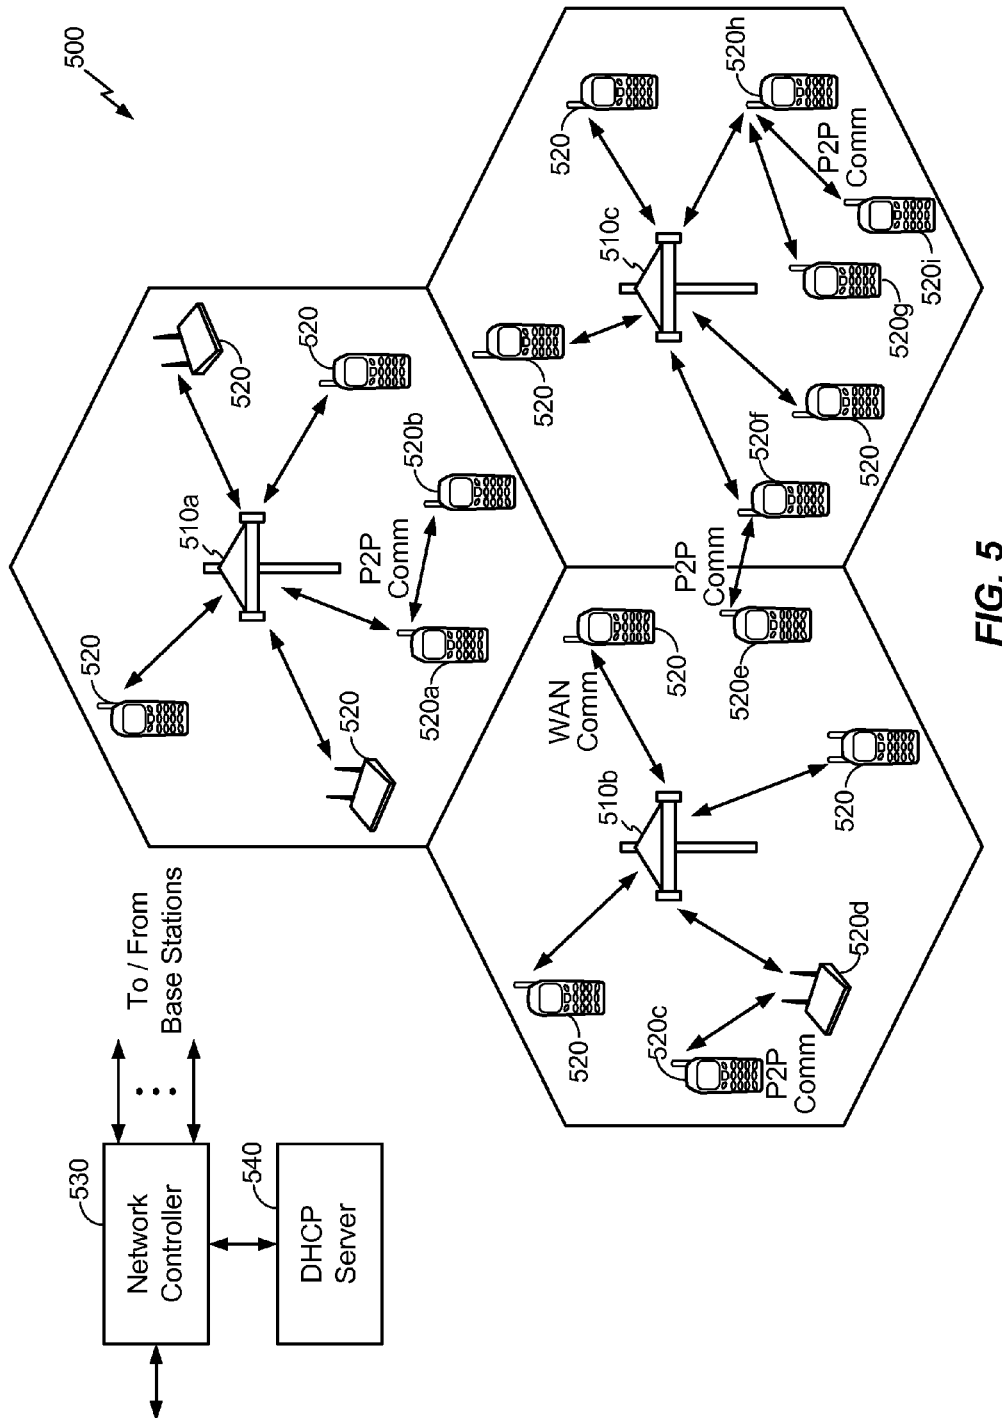 500
530
Network
Controller
540
DHCP
Server
To / From
Base Stations
520
510a
520
520
520
520a
P2P
Comm
520b
510b
WAN
Comm
520
520
520c
P2P
Comm
520d
520
520e
P2P
Comm
520f
510c
520
520
520
520g
520h
P2P
Comm
520i
FIG. 5